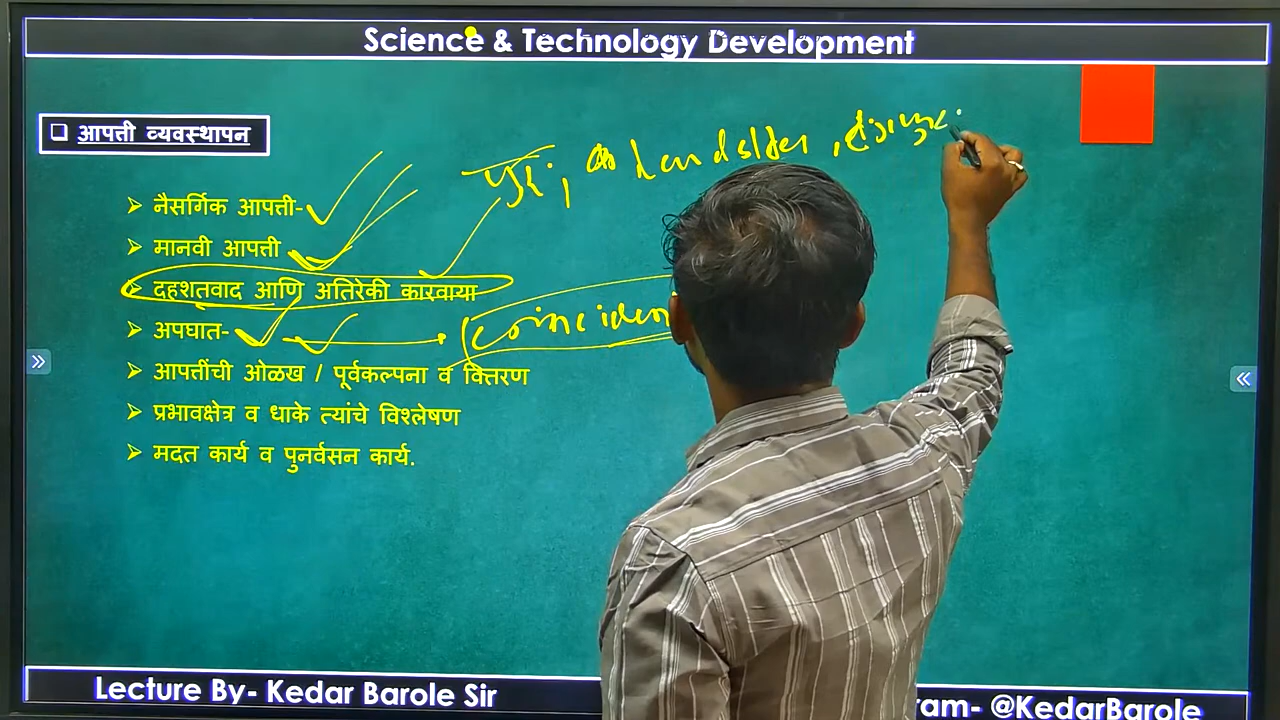 Science & Technology Development
❑ आपत्ती व्यवस्थापन
➢ नैसर्गिक आपत्ती-
➢ मानवी आपत्ती
➢ दहशतवाद आणि अतिरेकी कारवाया
➢ अपघात-
➢ आपत्तींची ओळख / पूर्वकल्पना व वित्तरण
➢ प्रभावक्षेत्र व धाके त्यांचे विश्लेषण
➢ मदत कार्य व पुनर्वसन कार्य.
Lecture By- Kedar Barole Sir
ram- @KedarBarole